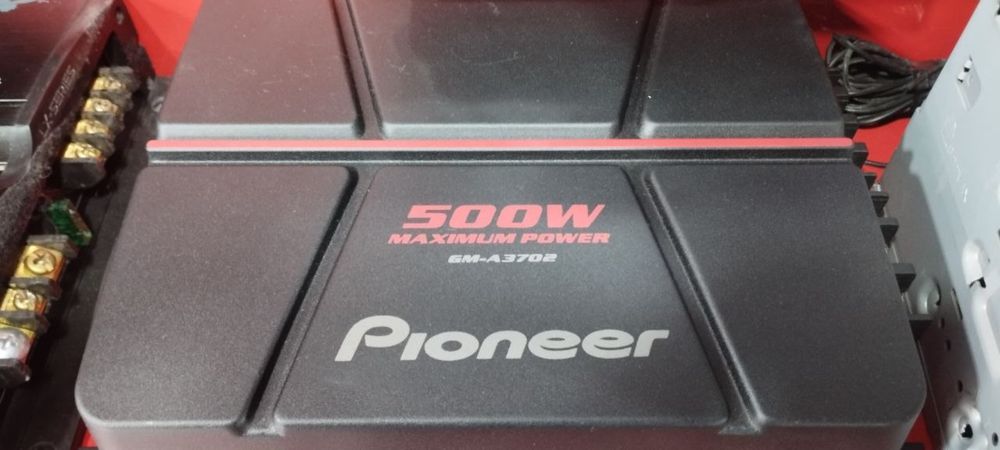 500W
MAXIMUM POWER
GM-A3702
Pioneer